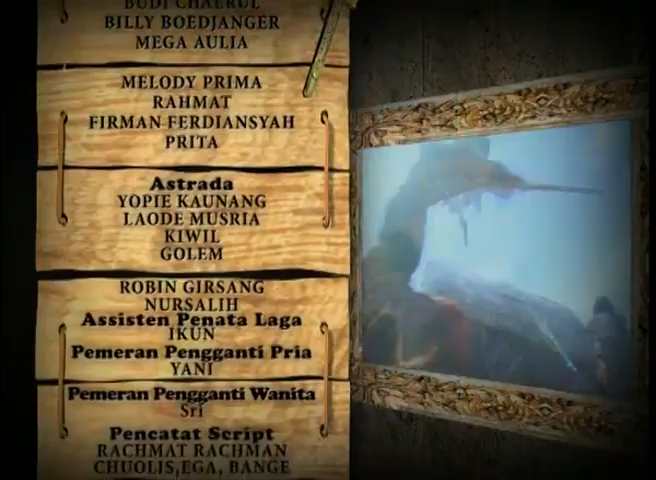 BUDI CHAERUL
BILLY BOEDJANGER
MEGA AULIA
MELODY PRIMA
RAHMAT
FIRMAN FERDIANSYAH
PRITA
Astrada
YOPIE KAUNANG
LAODE MUSRIA
KIWIL
GOLEM
ROBIN GIRSANG
NURSALIH
Assisten Penata Laga
IKUN
Pemeran Pengganti Pria
YANI
Pemeran Pengganti Wanita
Sri
Pencatat Script
RACHMAT RACHMAN
CHUOLIS,EGA, BANGE